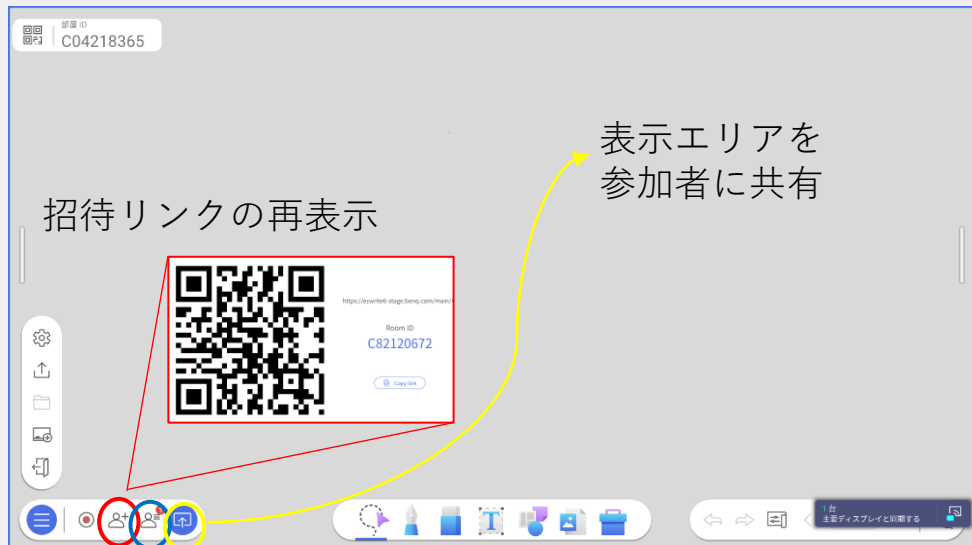 部屋 ID
C04218365
表示エリアを
参加者に共有
招待リンクの再表示
https://ezwrite6-stage.benq.com/main/
Room ID
C82120672
Copy link
T
1 台
主要ディスプレイと同期する